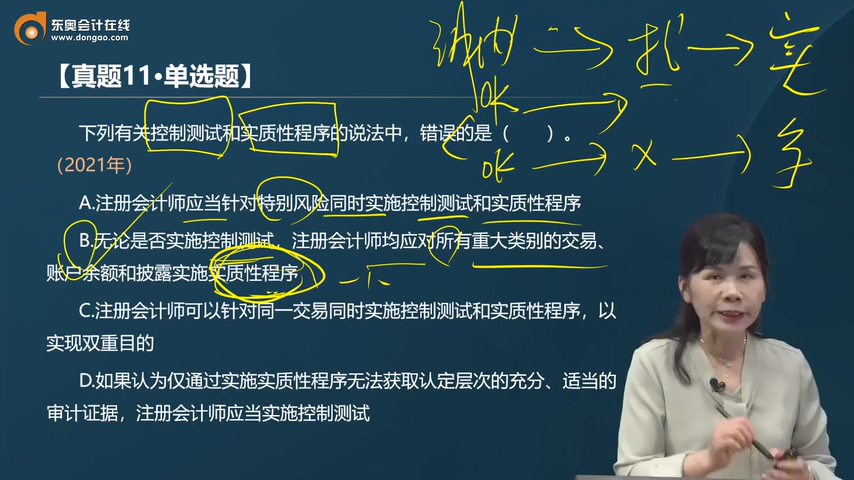 东奥会计在线
www.dongao.com
【真题11·单选题】
下列有关控制测试和实质性程序的说法中，错误的是（ ）。
（2021年）
A.注册会计师应当针对特别风险同时实施控制测试和实质性程序
B.无论是否实施控制测试，注册会计师均应对所有重大类别的交易、
账户余额和披露实施实质性程序
C.注册会计师可以针对同一交易同时实施控制测试和实质性程序，以
实现双重目的
D.如果认为仅通过实施实质性程序无法获取认定层次的充分、适当的
审计证据，注册会计师应当实施控制测试
OK
OK